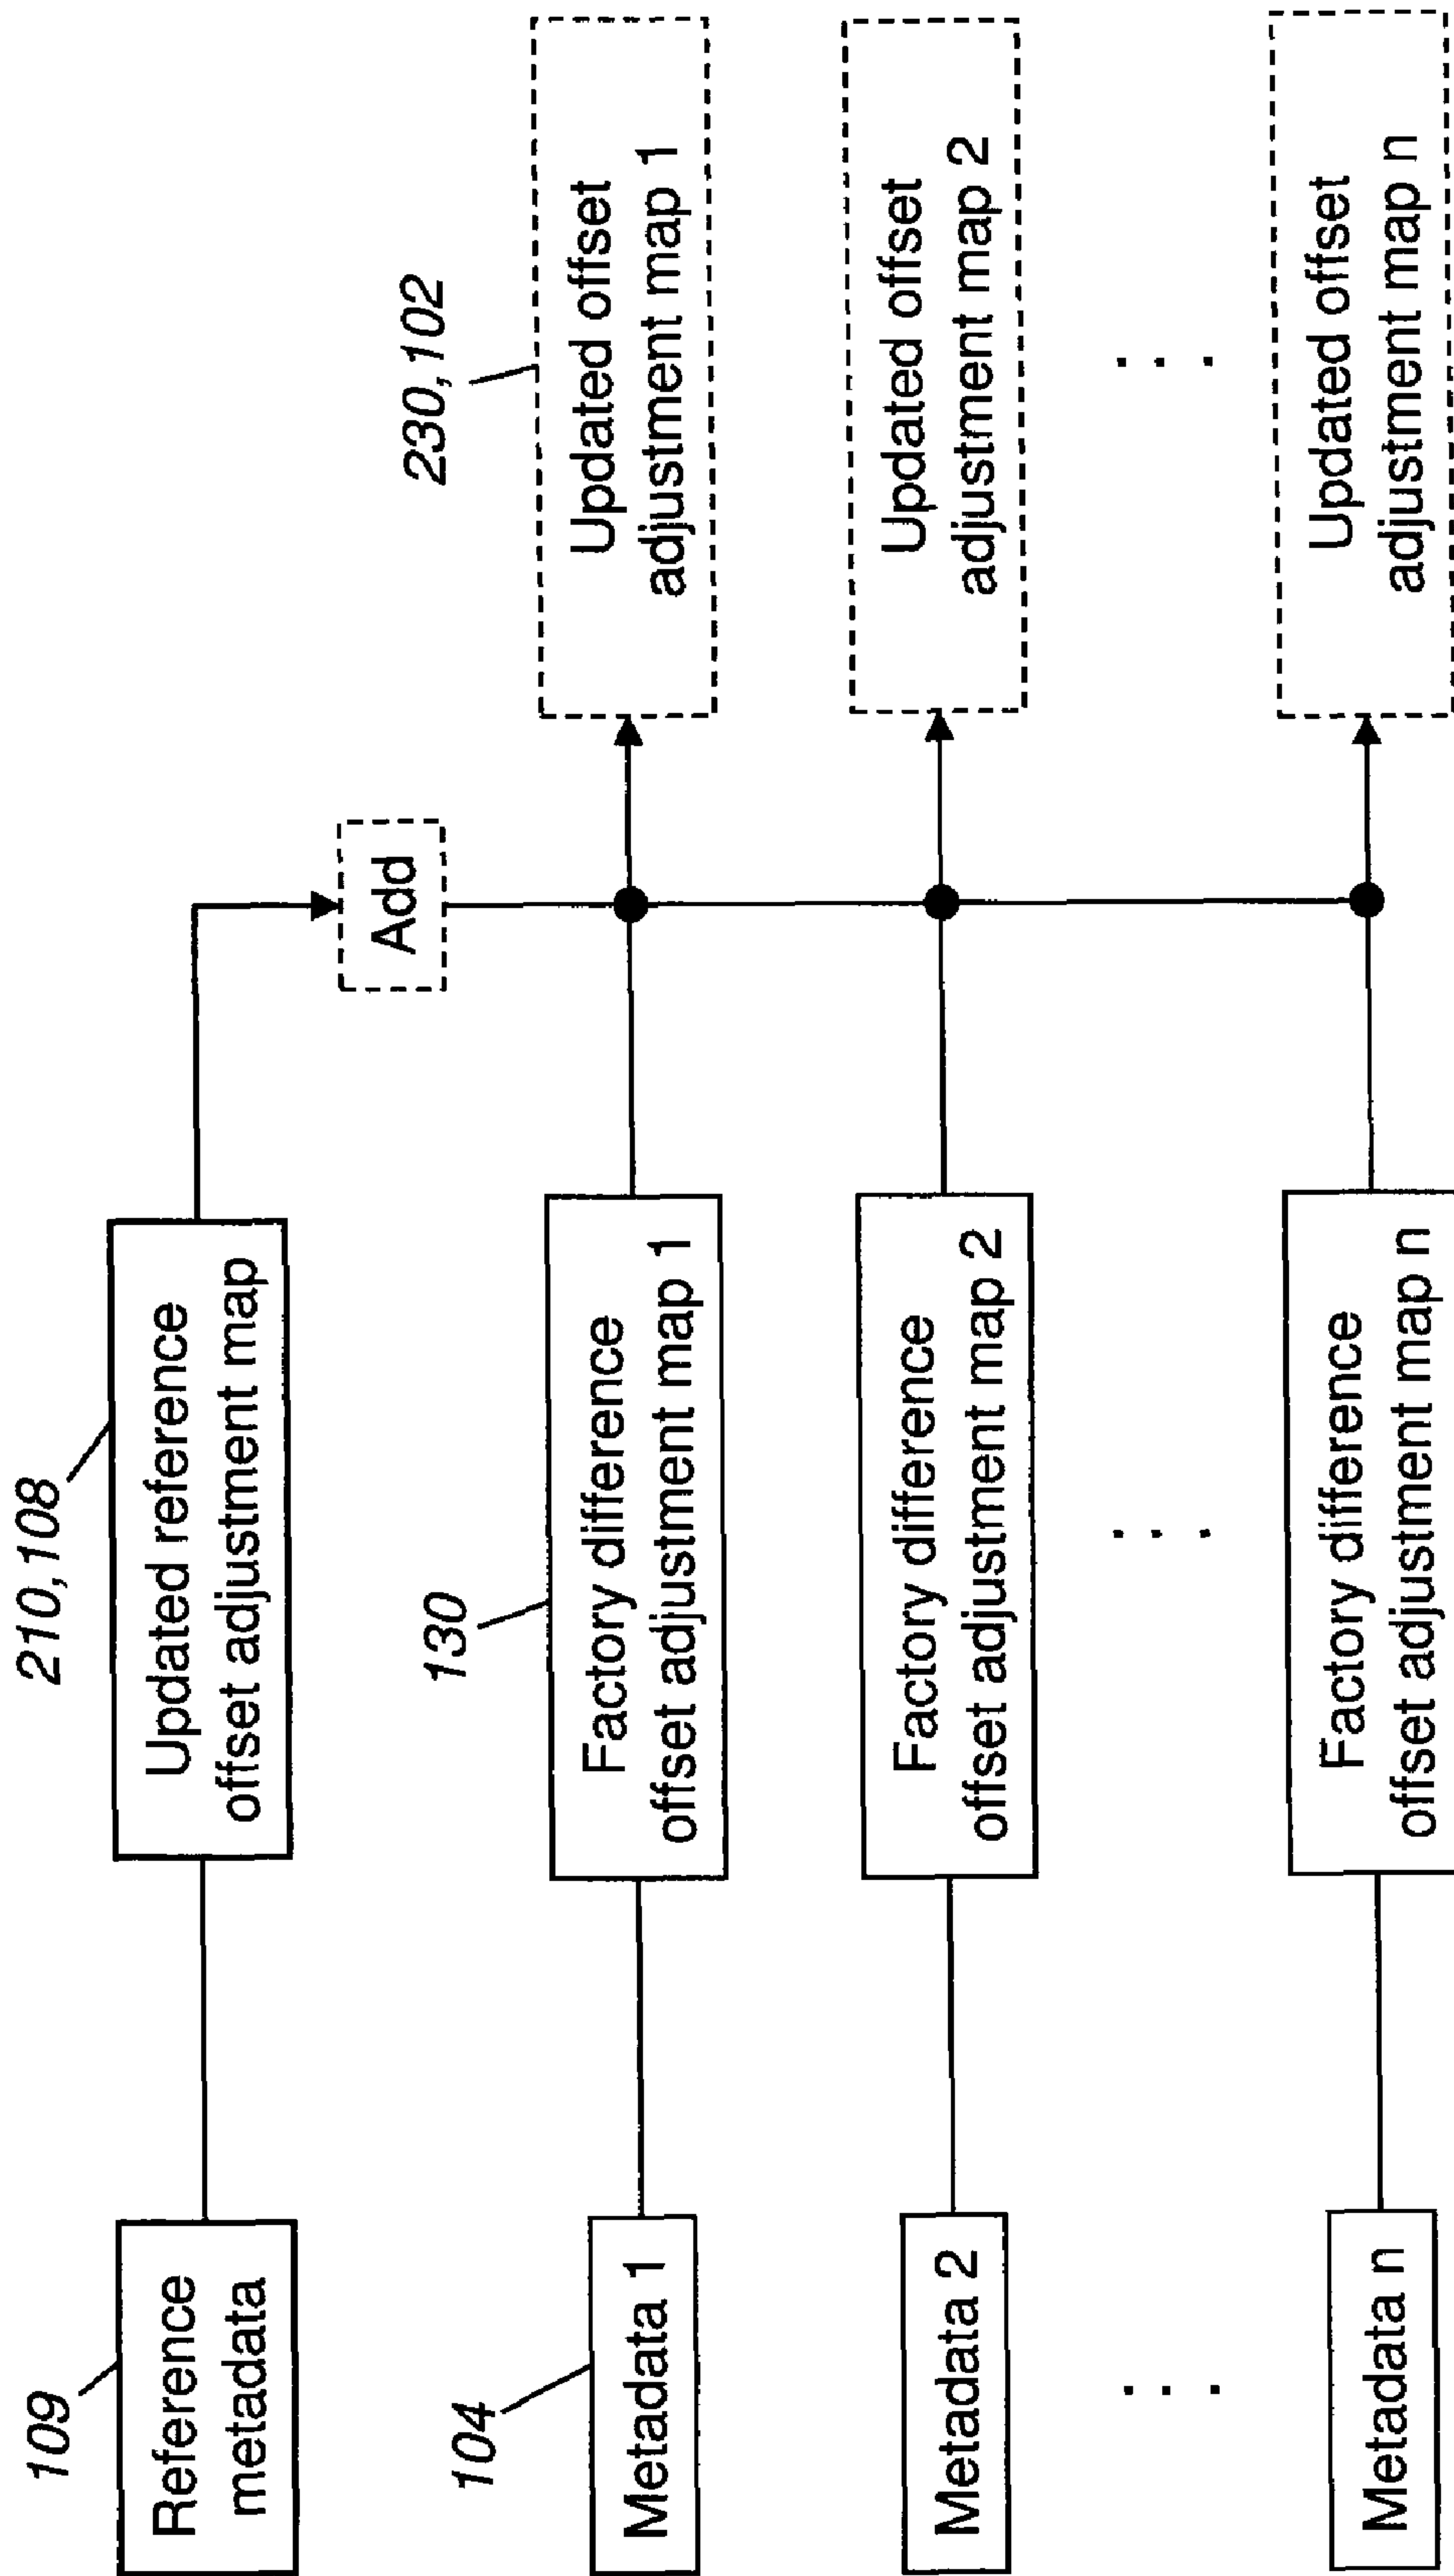 109
Reference
metadata
210,108
Updated reference
offset adjustment map
Add
104
Metadata 1
130
Factory difference
offset adjustment map 1
230,102
Updated offset
adjustment map 1
Metadata 2
Factory difference
offset adjustment map 2
Updated offset
adjustment map 2
. . .
. . .
. . .
Metadata n
Factory difference
offset adjustment map n
Updated offset
adjustment map n